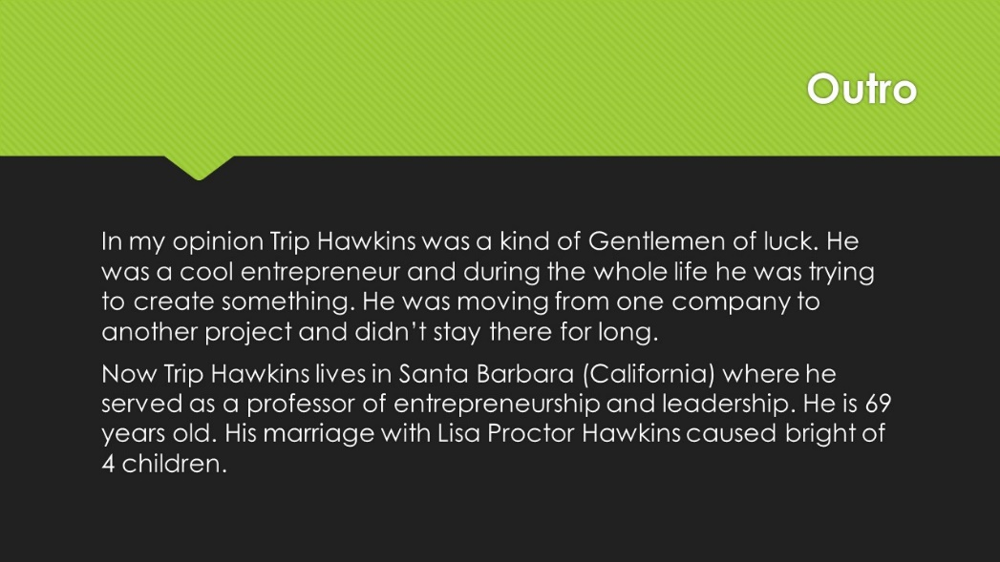 Outro
In my opinion Trip Hawkins was a kind of Gentlemen of luck. He
was a cool entrepreneur and during the whole life he was trying
to create something. He was moving from one company to
another project and didn’t stay there for long.
Now Trip Hawkins lives in Santa Barbara (California) where he
served as a professor of entrepreneurship and leadership. He is 69
years old. His marriage with Lisa Proctor Hawkins caused bright of
4 children.